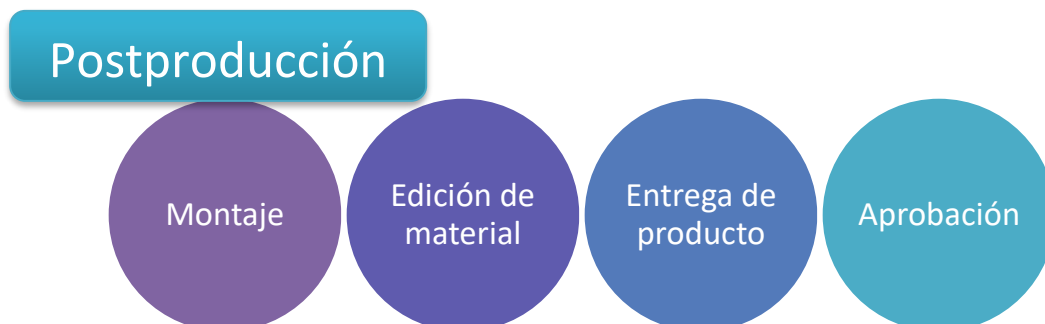 Postproducción
Montaje
Edición de
material
Entrega de
producto
Aprobación